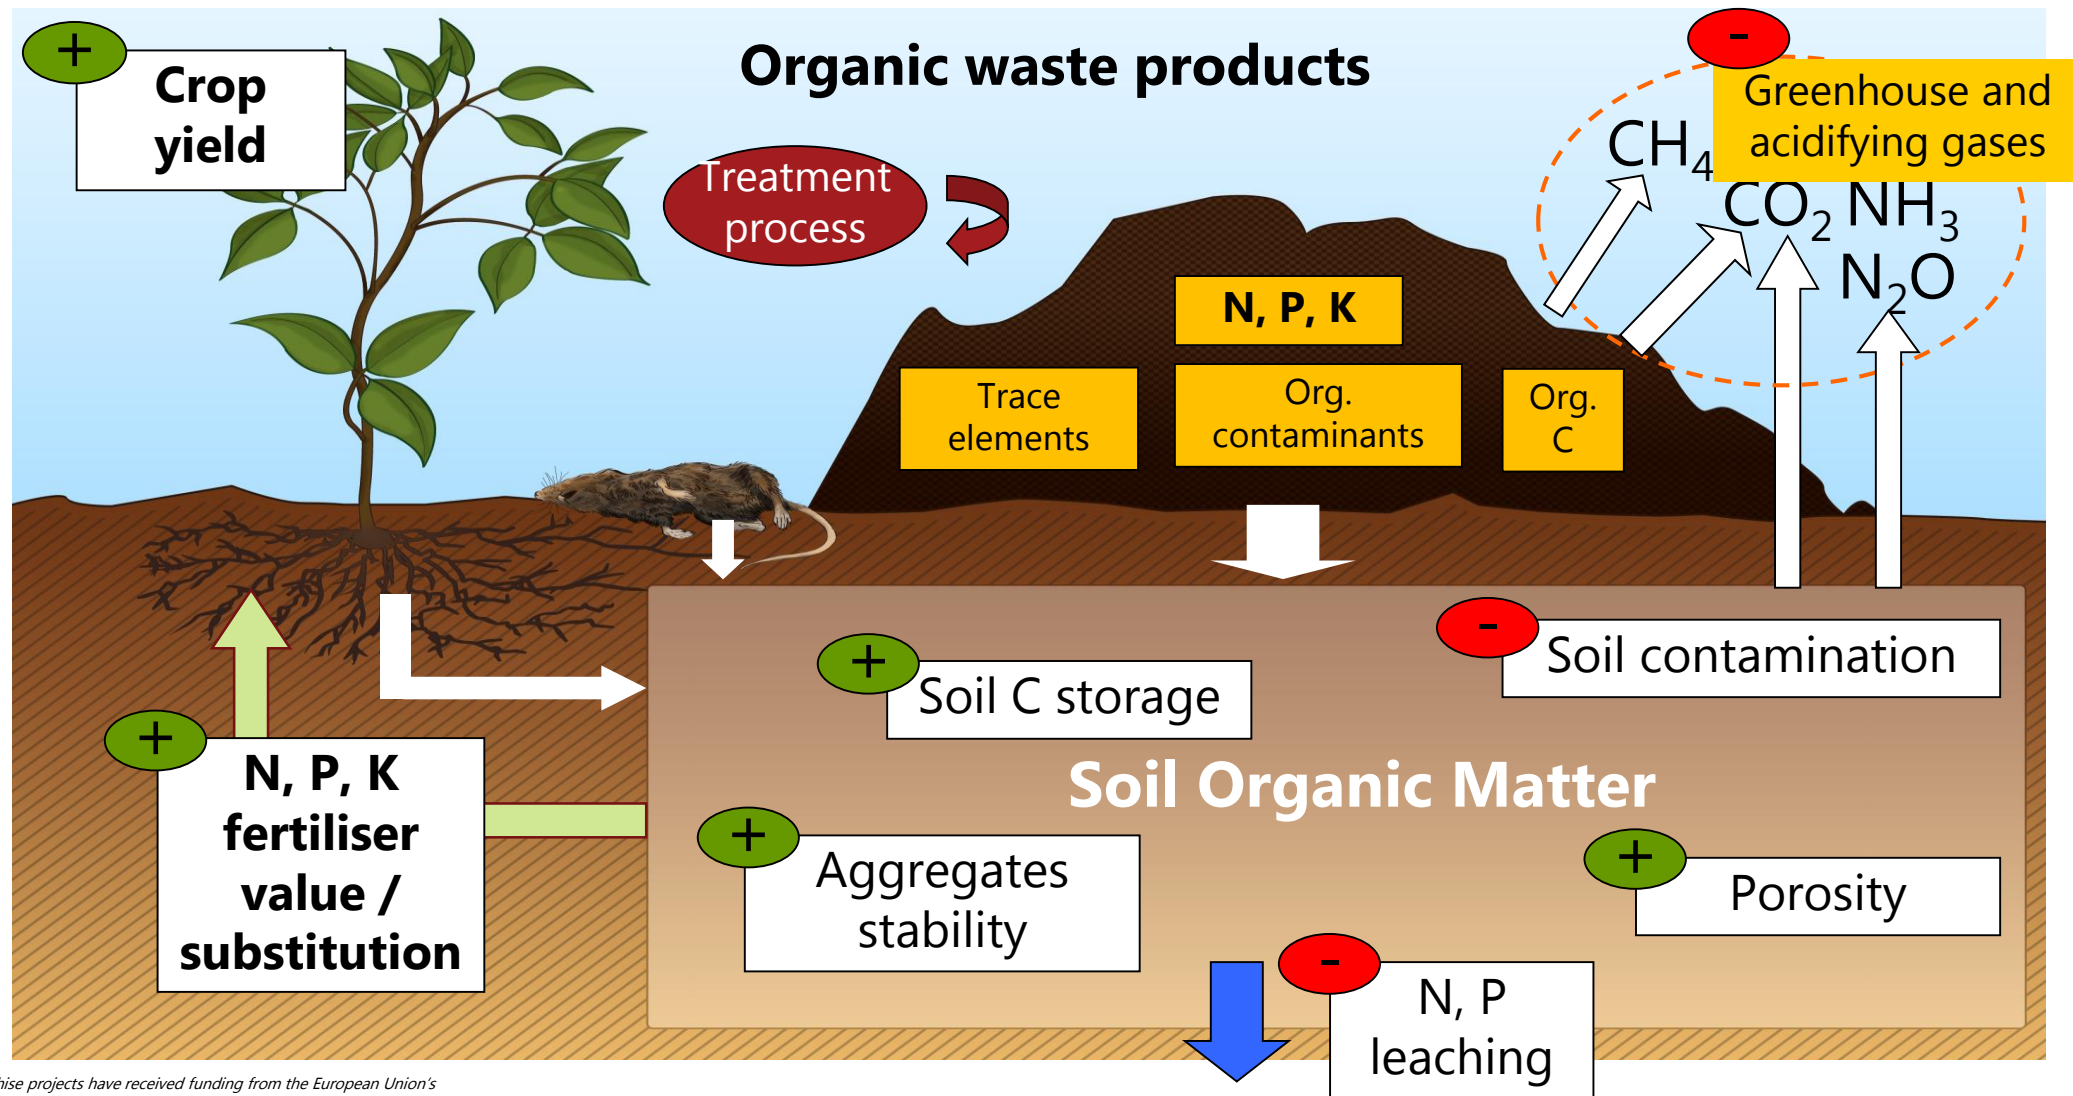 +
Crop
yield
Organic waste products
-
Greenhouse and
acidifying gases
CH₄
CO₂ NH₃
N₂O
Treatment
process
N, P, K
Trace
elements
Org.
contaminants
Org.
C
-
Soil contamination
+
Soil C storage
+
N, P, K
fertiliser
value /
substitution
Soil Organic Matter
+
Aggregates
stability
+
Porosity
-
N, P
leaching
projects have received funding from the European Union's